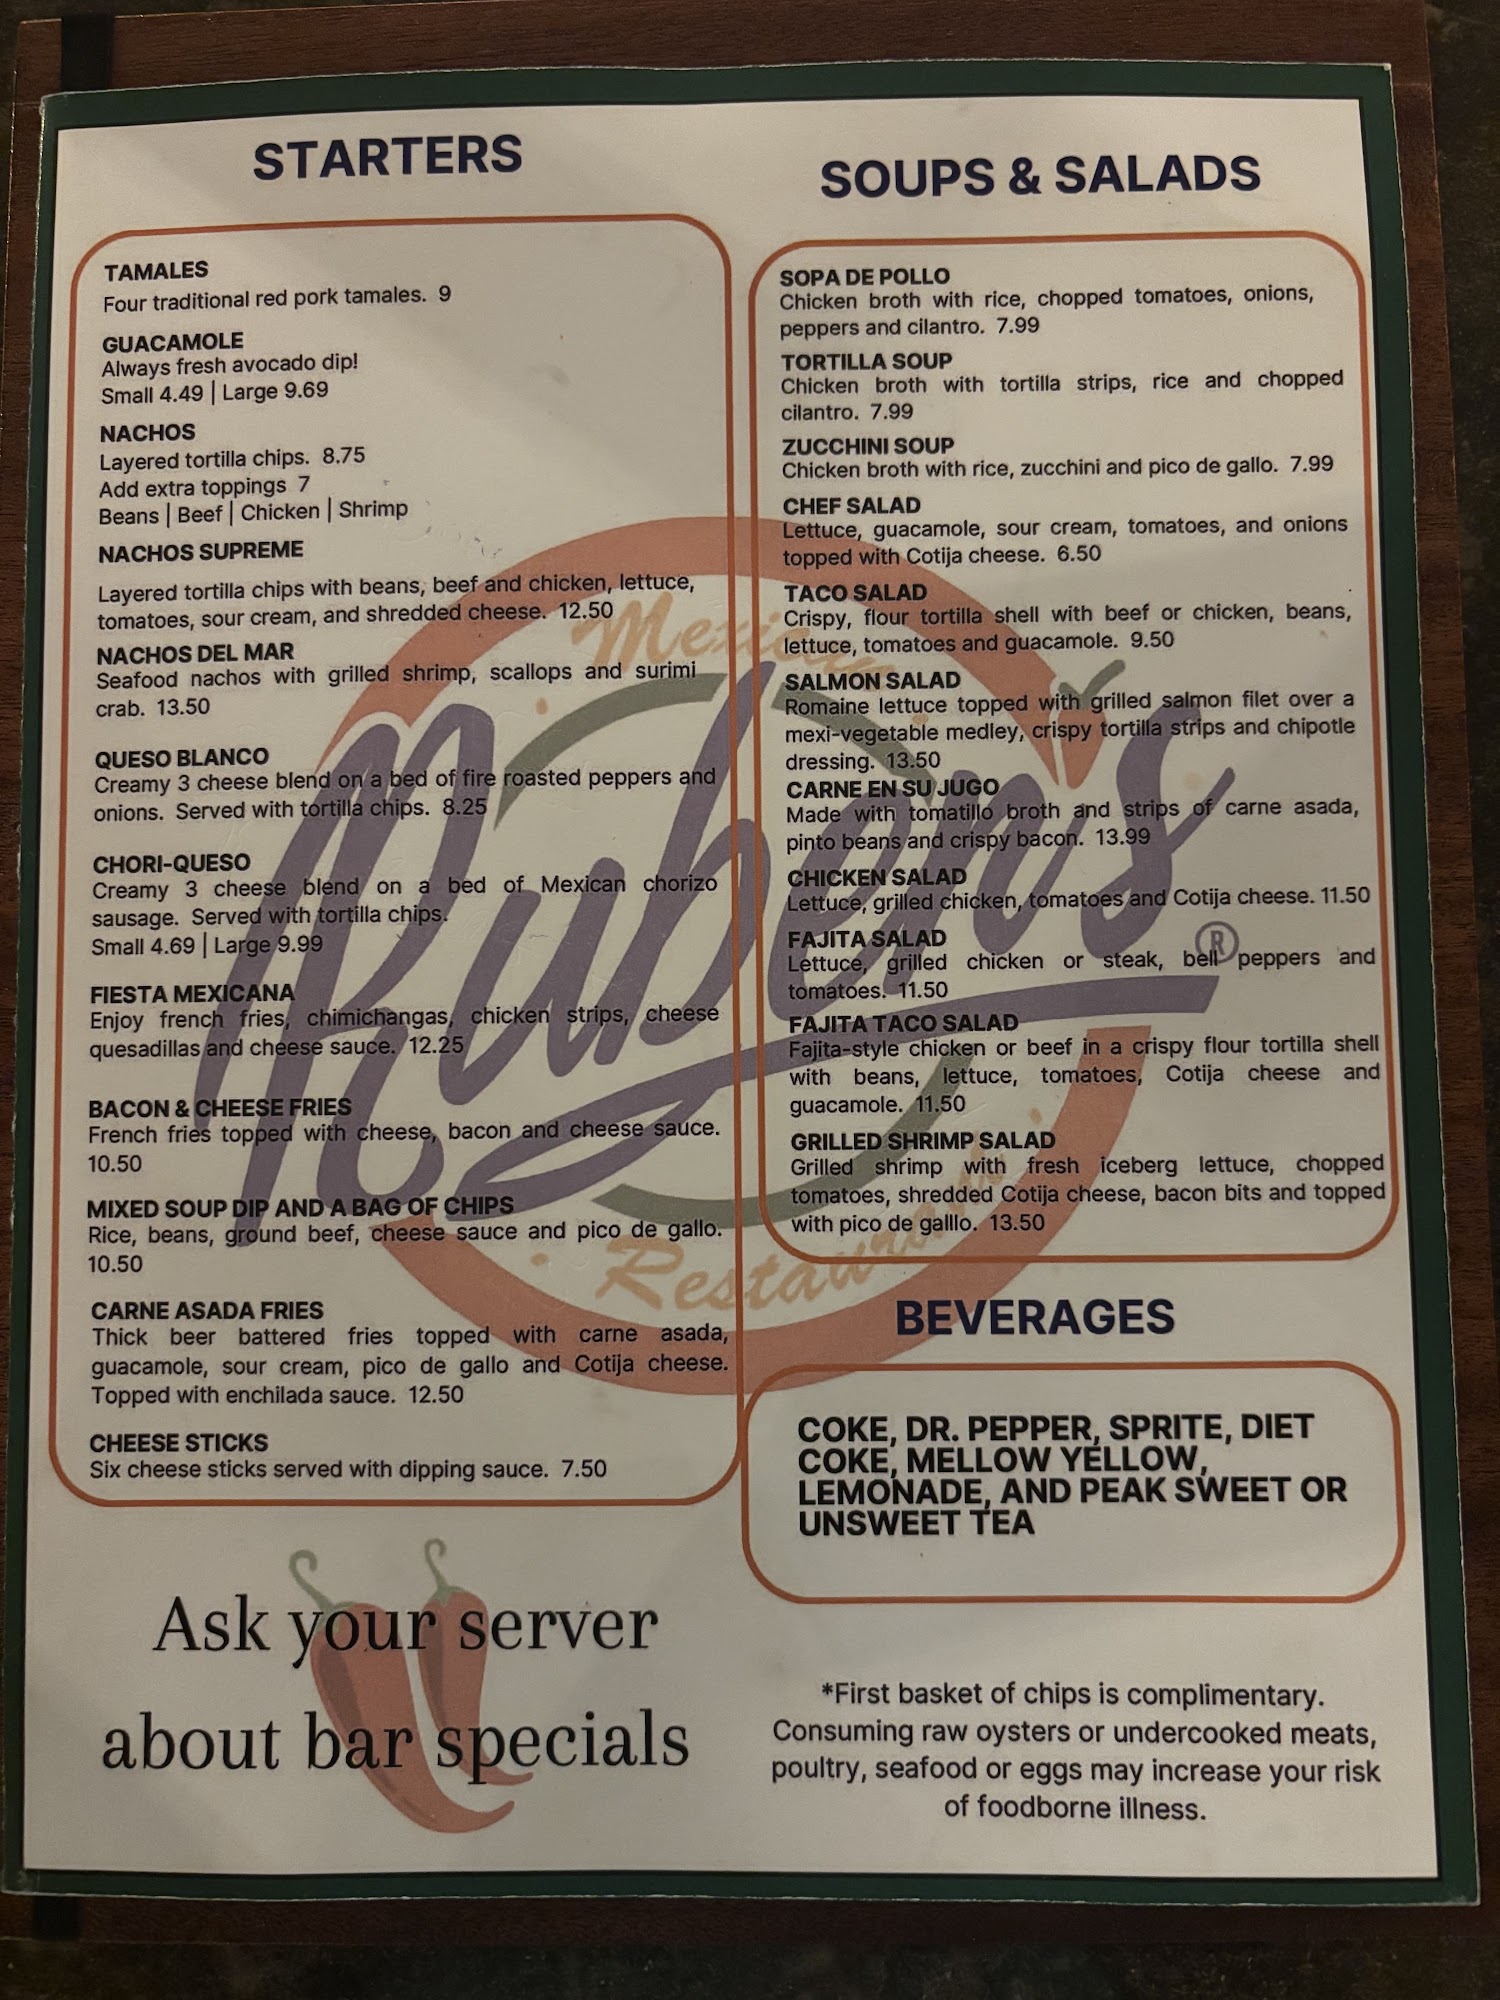 STARTERS
TAMALES
Four traditional red pork tamales. 9
GUACAMOLE
Always fresh avocado dip!
Small 4.49 | Large 9.69
NACHOS
Layered tortilla chips. 8.75
Add extra toppings 7
Beans | Beef | Chicken | Shrimp
NACHOS SUPREME
Layered tortilla chips with beans, beef and chicken, lettuce,
tomatoes, sour cream, and shredded cheese. 12.50
NACHOS DEL MAR
Seafood nachos with grilled shrimp, scallops and surimi
crab. 13.50
QUESO BLANCO
Creamy 3 cheese blend on a bed of fire roasted peppers and
onions. Served with tortilla chips. 8.25
CHORI-QUESO
Creamy 3 cheese blend on a bed of Mexican chorizo
sausage. Served with tortilla chips.
Small 4.69 | Large 9.99
FIESTA MEXICANA
Enjoy french fries, chimichangas, chicken strips, cheese
quesadillas and cheese sauce. 12.25
BACON & CHEESE FRIES
French fries topped with cheese, bacon and cheese sauce.
10.50
MIXED SOUP DIP AND A BAG OF CHIPS
Rice, beans, ground beef, cheese sauce and pico de gallo.
10.50
CARNE ASADA FRIES
Thick beer battered fries topped with carne asada,
guacamole, sour cream, pico de gallo and Cotija cheese.
Topped with enchilada sauce. 12.50
CHEESE STICKS
Six cheese sticks served with dipping sauce. 7.50
Ask your server
about bar specials
SOUPS & SALADS
SOPA DE POLLO
Chicken broth with rice, chopped tomatoes, onions,
peppers and cilantro. 7.99
TORTILLA SOUP
Chicken broth with tortilla strips, rice and chopped
cilantro. 7.99
ZUCCHINI SOUP
Chicken broth with rice, zucchini and pico de gallo. 7.99
CHEF SALAD
Lettuce, guacamole, sour cream, tomatoes, and onions
topped with Cotija cheese. 6.50
TACO SALAD
Crispy, flour tortilla shell with beef or chicken, beans,
lettuce, tomatoes and guacamole. 9.50
SALMON SALAD
Romaine lettuce topped with grilled salmon filet over a
mexi-vegetable medley, crispy tortilla strips and chipotle
dressing. 13.50
CARNE EN SU JUGO
Made with tomatillo broth and strips of carne asada,
pinto beans and crispy bacon. 13.99
CHICKEN SALAD
Lettuce, grilled chicken, tomatoes and Cotija cheese. 11.50
FAJITA SALAD
Lettuce, grilled chicken or steak, bell peppers and
tomatoes. 11.50
FAJITA TACO SALAD
Fajita-style chicken or beef in a crispy flour tortilla shell
with beans, lettuce, tomatoes, Cotija cheese and
guacamole. 11.50
GRILLED SHRIMP SALAD
Grilled shrimp with fresh iceberg lettuce, chopped
tomatoes, shredded Cotija cheese, bacon bits and topped
with pico de galllo. 13.50
BEVERAGES
COKE, DR. PEPPER, SPRITE, DIET
COKE, MELLOW YELLOW,
LEMONADE, AND PEAK SWEET OR
UNSWEET TEA
*First basket of chips is complimentary.
Consuming raw oysters or undercooked meats,
poultry, seafood or eggs may increase your risk
of foodborne illness.
Mexican
Rubén's ®
Restaurant